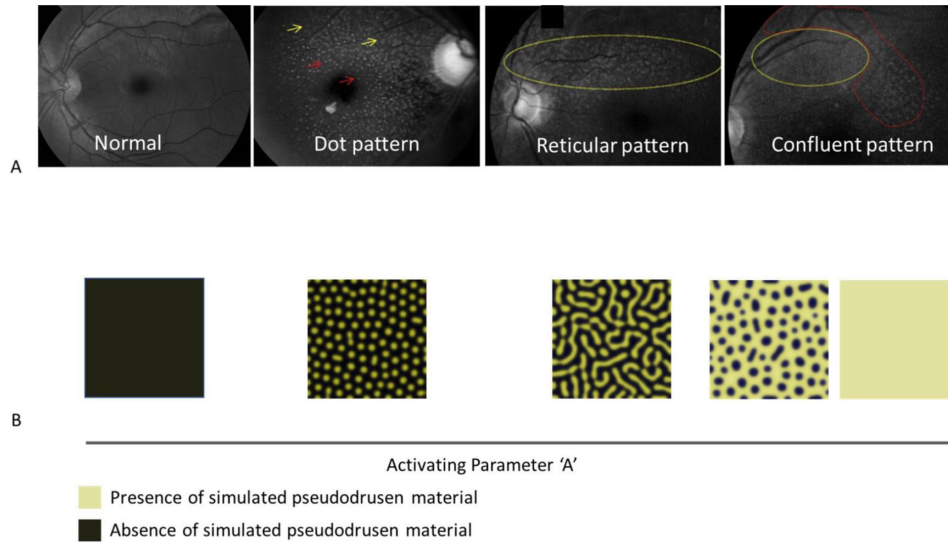 Normal
Dot pattern
Reticular pattern
Confluent pattern
A
B
Activating Parameter ‘A’
Presence of simulated pseudodrusen material
Absence of simulated pseudodrusen material